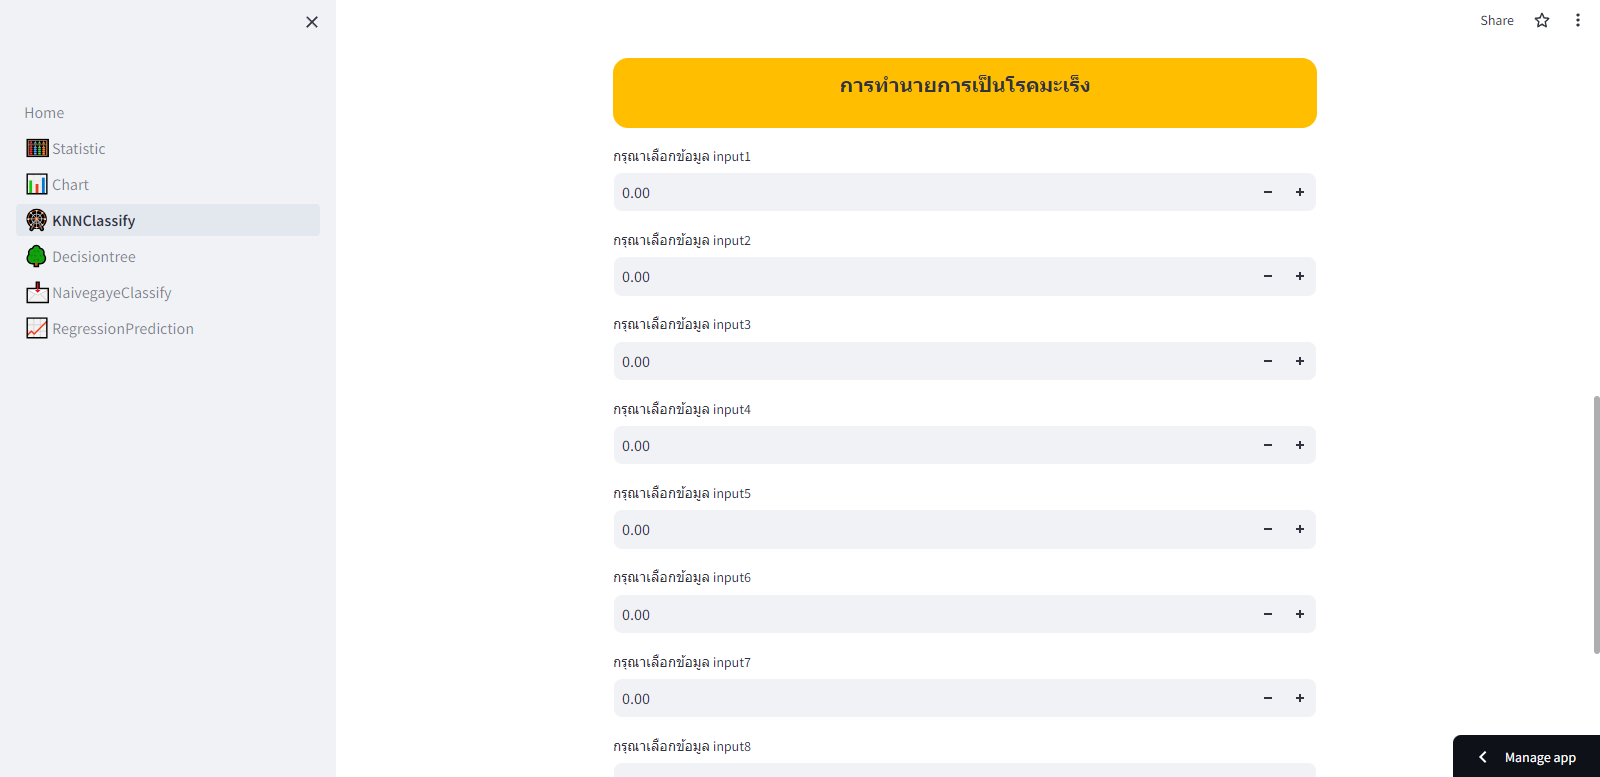 Share
Home
Statistic
Chart
KNNClassify
Decisiontree
NaivegayeClassify
RegressionPrediction
การทำนายการเป็นโรคมะเร็ง
กรุณาเลือกข้อมูล input1
0.00
กรุณาเลือกข้อมูล input2
0.00
กรุณาเลือกข้อมูล input3
0.00
กรุณาเลือกข้อมูล input4
0.00
กรุณาเลือกข้อมูล input5
0.00
กรุณาเลือกข้อมูล input6
0.00
กรุณาเลือกข้อมูล input7
0.00
กรุณาเลือกข้อมูล input8
Manage app